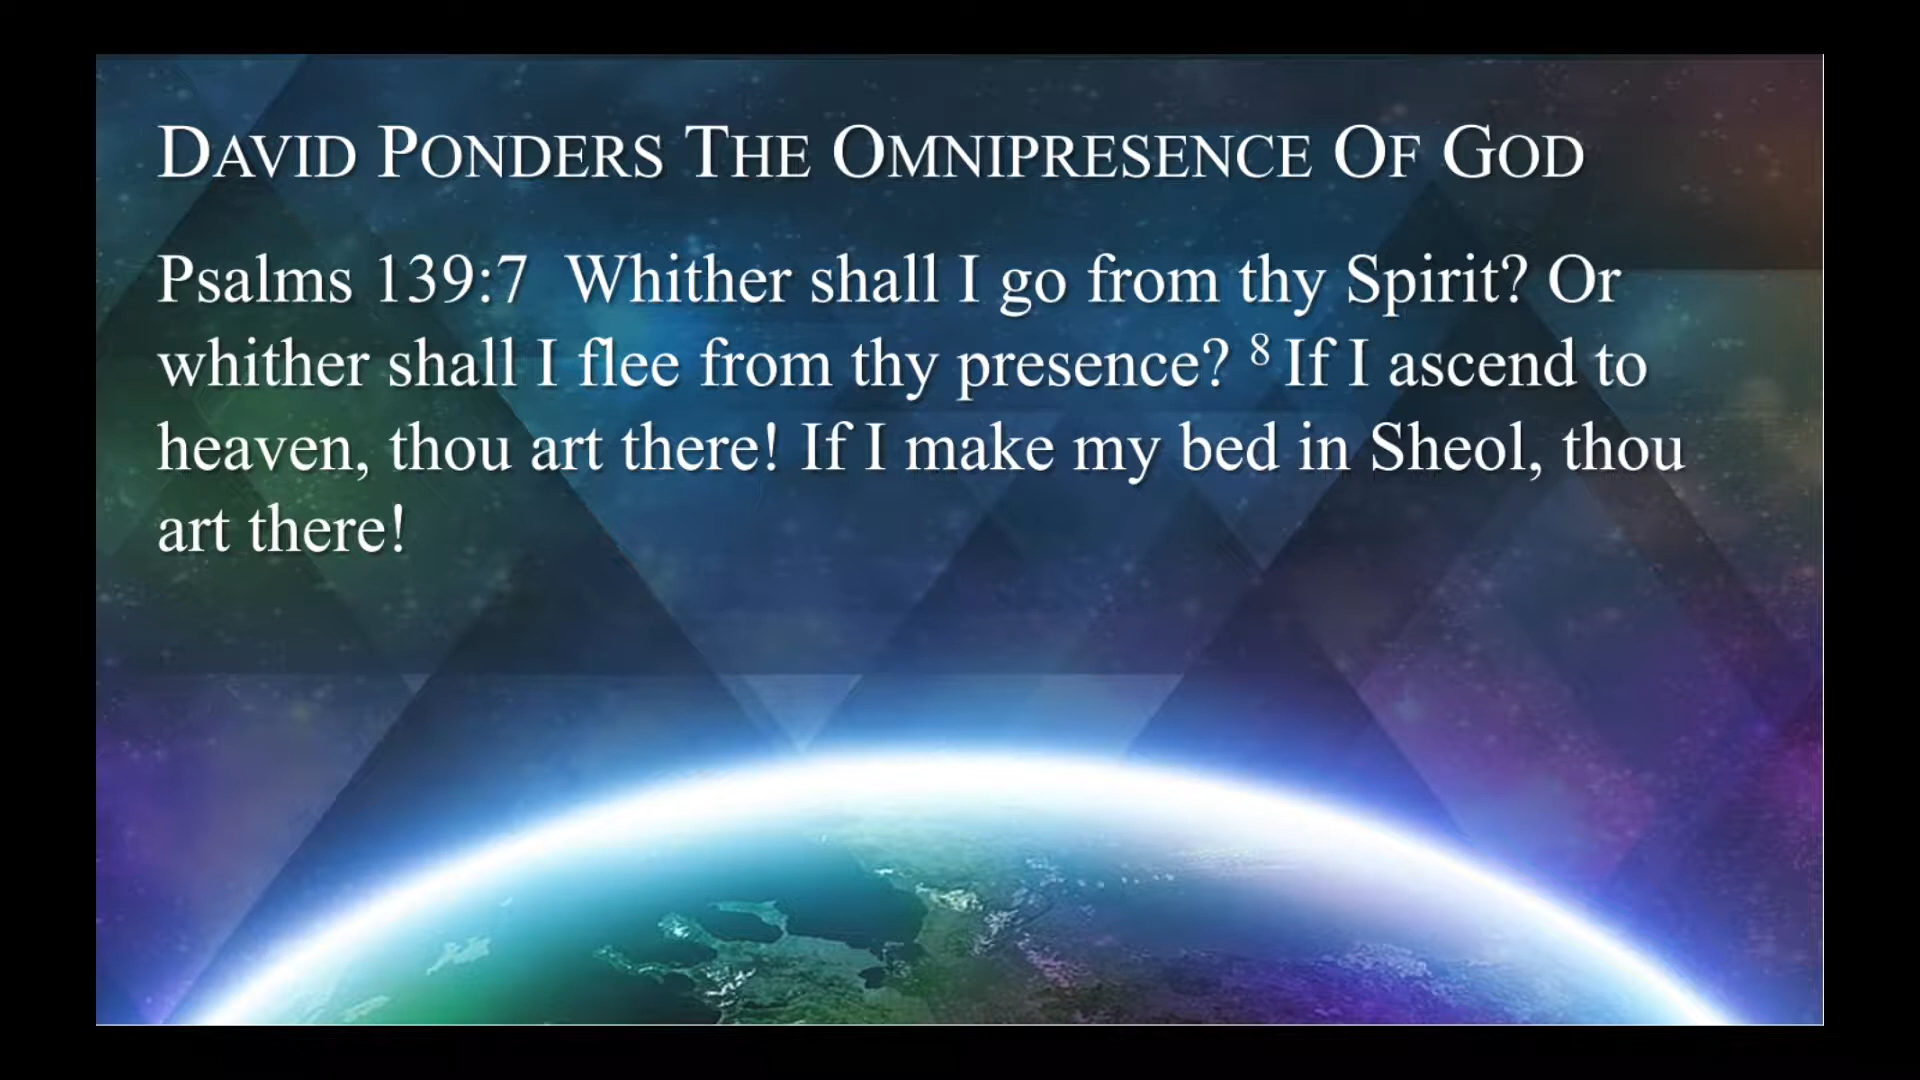 DAVID PONDERS THE OMNIPRESENCE OF GOD
Psalms 139:7 Whither shall I go from thy Spirit? Or
whither shall I flee from thy presence? 8 If I ascend to
heaven, thou art there! If I make my bed in Sheol, thou
art there!